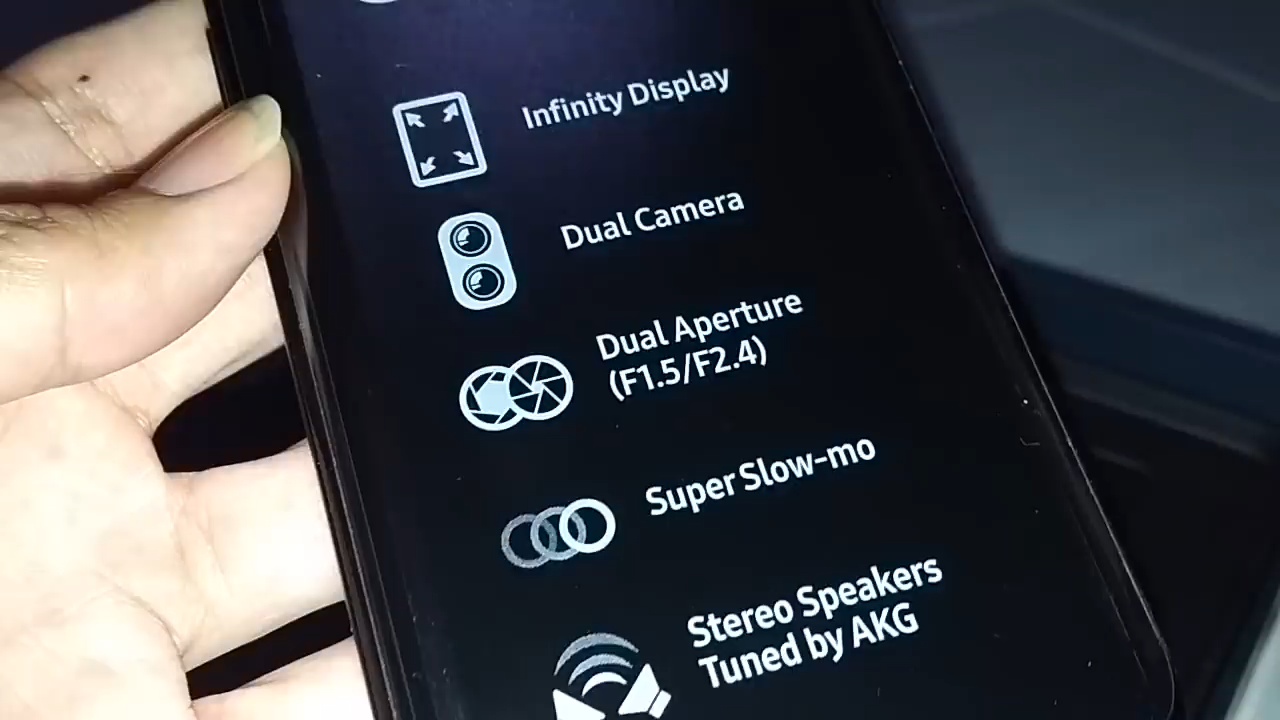 Infinity Display
Dual Camera
Dual Aperture
(F1.5/F2.4)
Super Slow-mo
Stereo Speakers
Tuned by AKG